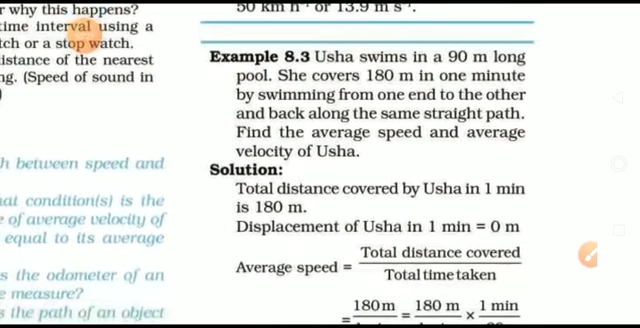 r why this happens?
time interval using a
tch or a stop watch.
istance of the nearest
ng. (Speed of sound in
)
h between speed and
at condition(s) is the
e of average velocity of
equal to its average
s the odometer of an
e measure?
s the path of an object
50 km h⁻¹ or 13.9 m s⁻¹.
Example 8.3 Usha swims in a 90 m long
pool. She covers 180 m in one minute
by swimming from one end to the other
and back along the same straight path.
Find the average speed and average
velocity of Usha.
Solution:
Total distance covered by Usha in 1 min
is 180 m.
Displacement of Usha in 1 min = 0 m
Average speed = Total distance covered
Total time taken
= 180 m = 180 m × 1 min